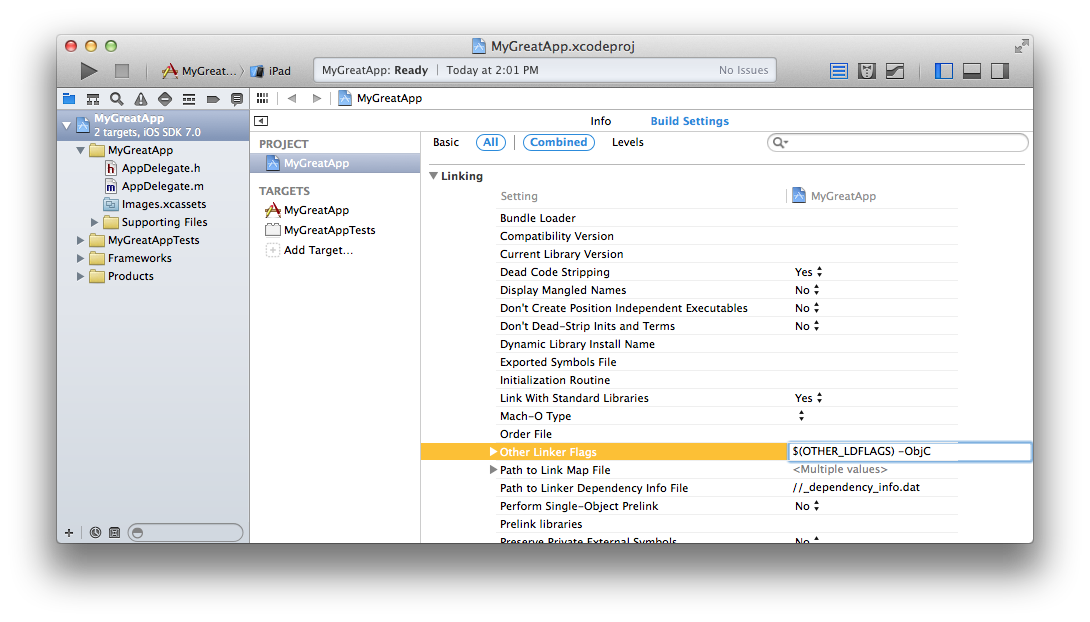 MyGreatApp.xcodeproj
MyGreat... iPad
MyGreatApp: Ready Today at 2:01 PM No Issues
MyGreatApp
MyGreatApp
2 targets, iOS SDK 7.0
MyGreatApp
AppDelegate.h
AppDelegate.m
Images.xcassets
Supporting Files
MyGreatAppTests
Frameworks
Products
PROJECT
MyGreatApp
TARGETS
MyGreatApp
MyGreatAppTests
Add Target...
Info Build Settings
Basic All Combined Levels
Linking
Setting MyGreatApp
Bundle Loader
Compatibility Version
Current Library Version
Dead Code Stripping Yes
Display Mangled Names No
Don't Create Position Independent Executables No
Don't Dead-Strip Inits and Terms No
Dynamic Library Install Name
Exported Symbols File
Initialization Routine
Link With Standard Libraries Yes
Mach-O Type
Order File
Other Linker Flags $(OTHER_LDFLAGS) -ObjC
Path to Link Map File <Multiple values>
Path to Linker Dependency Info File //_dependency_info.dat
Perform Single-Object Prelink No
Prelink libraries
Preserve Private External Symbols No